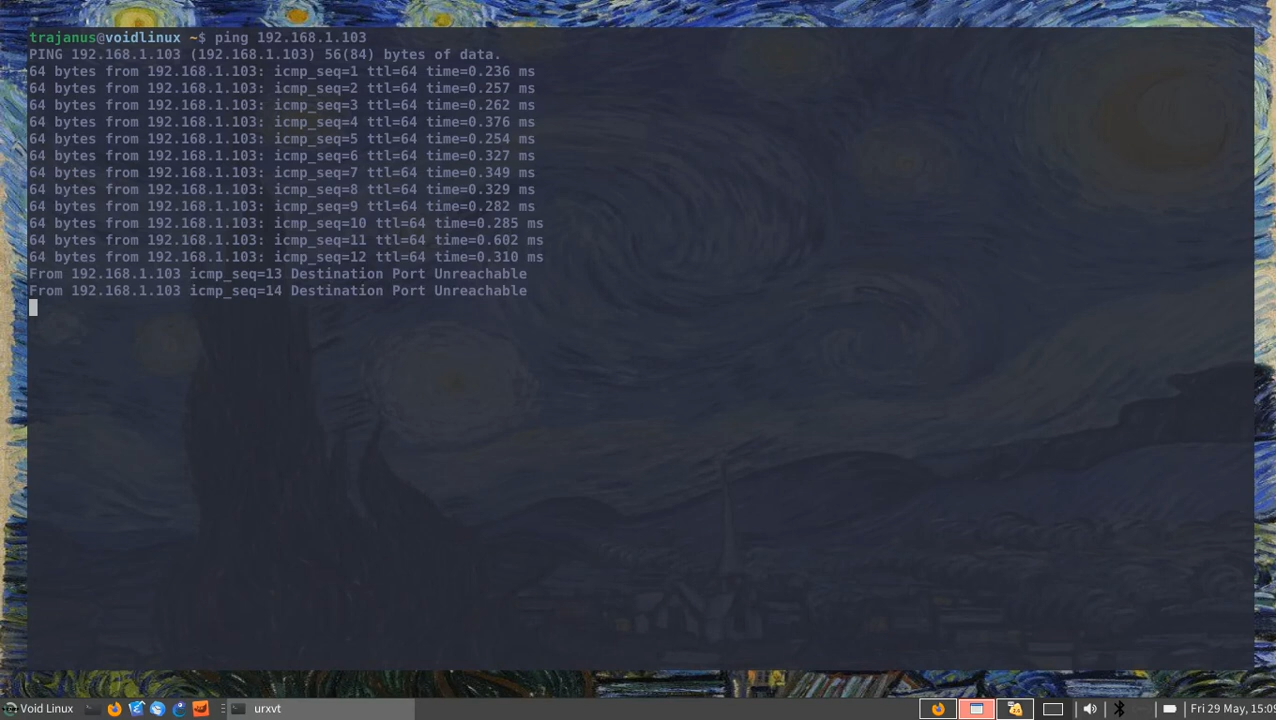 trajanus@voidlinux ~$ ping 192.168.1.103
PING 192.168.1.103 (192.168.1.103) 56(84) bytes of data.
64 bytes from 192.168.1.103: icmp_seq=1 ttl=64 time=0.236 ms
64 bytes from 192.168.1.103: icmp_seq=2 ttl=64 time=0.257 ms
64 bytes from 192.168.1.103: icmp_seq=3 ttl=64 time=0.262 ms
64 bytes from 192.168.1.103: icmp_seq=4 ttl=64 time=0.376 ms
64 bytes from 192.168.1.103: icmp_seq=5 ttl=64 time=0.254 ms
64 bytes from 192.168.1.103: icmp_seq=6 ttl=64 time=0.327 ms
64 bytes from 192.168.1.103: icmp_seq=7 ttl=64 time=0.349 ms
64 bytes from 192.168.1.103: icmp_seq=8 ttl=64 time=0.329 ms
64 bytes from 192.168.1.103: icmp_seq=9 ttl=64 time=0.282 ms
64 bytes from 192.168.1.103: icmp_seq=10 ttl=64 time=0.285 ms
64 bytes from 192.168.1.103: icmp_seq=11 ttl=64 time=0.602 ms
64 bytes from 192.168.1.103: icmp_seq=12 ttl=64 time=0.310 ms
From 192.168.1.103 icmp_seq=13 Destination Port Unreachable
From 192.168.1.103 icmp_seq=14 Destination Port Unreachable
Void Linux urxvt Fri 29 May, 15:09